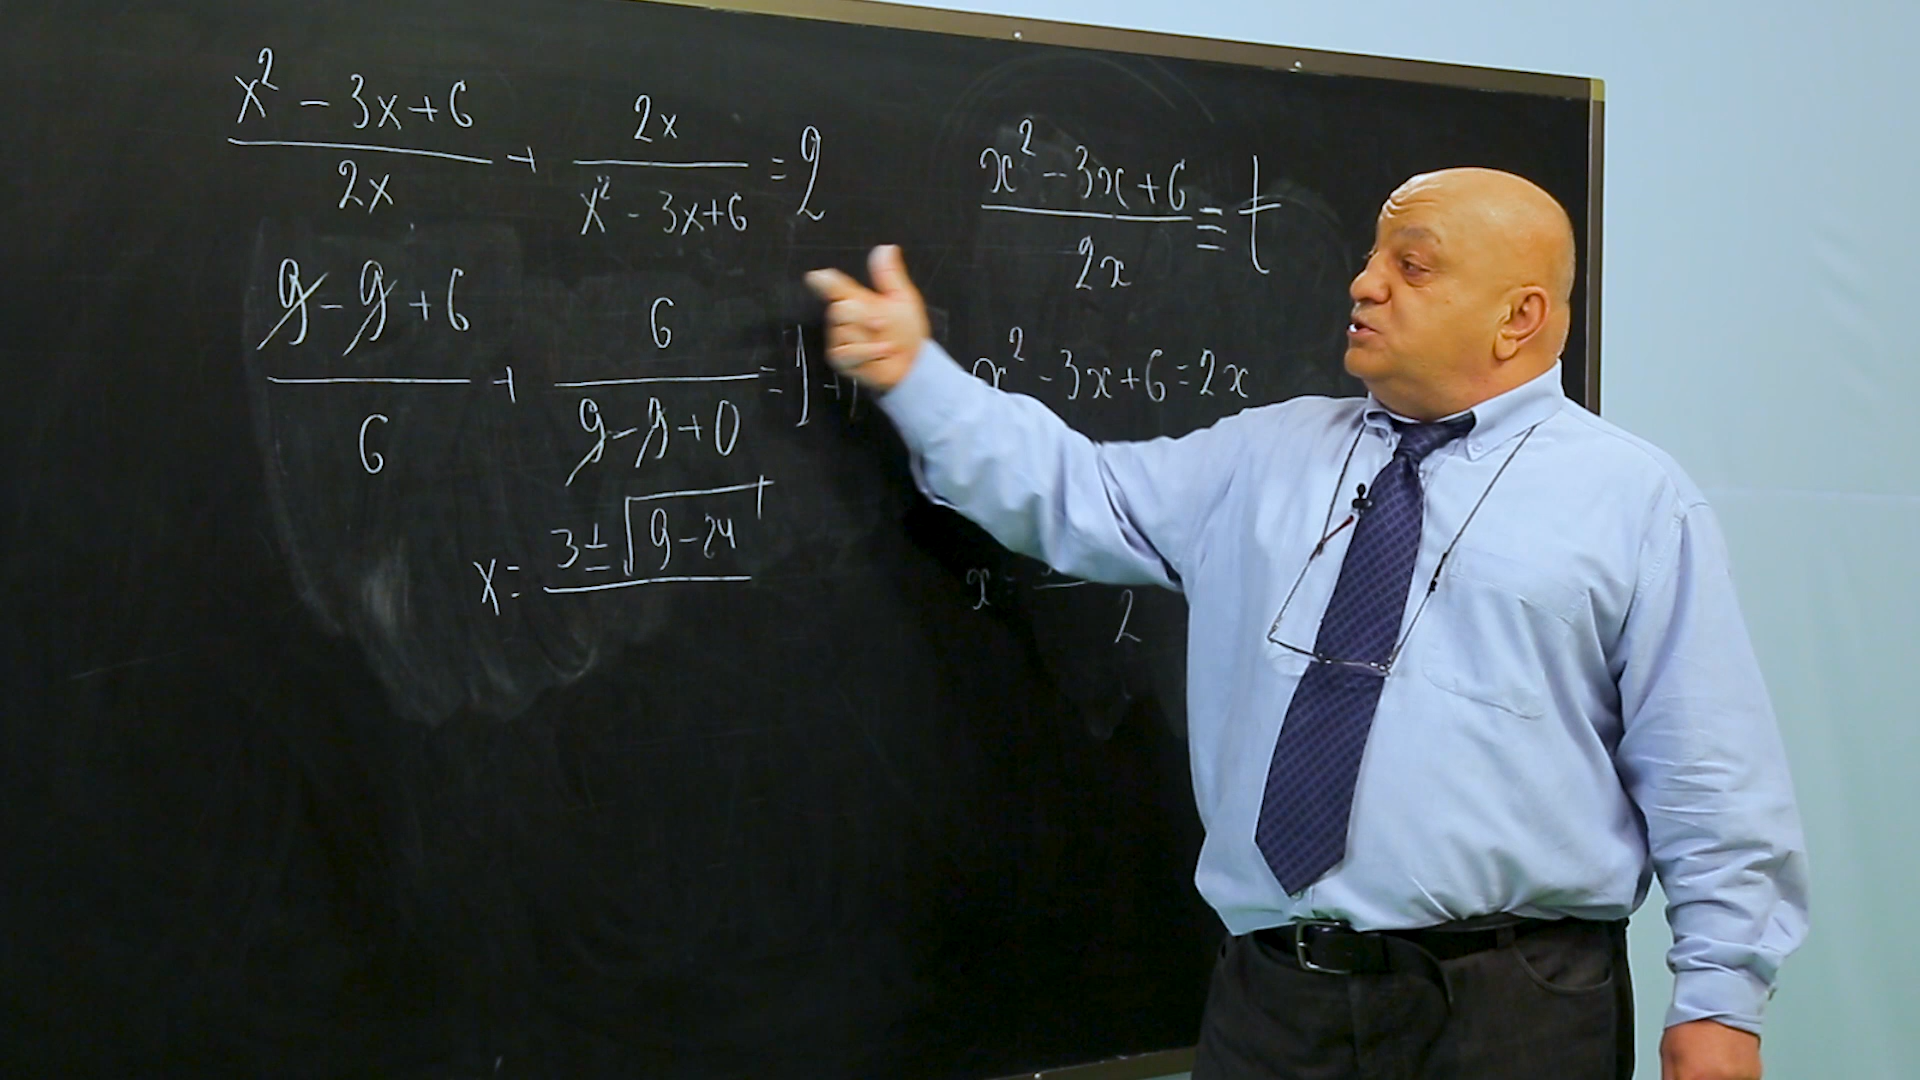 x² - 3x + 6 / 2x + 2x / x² - 3x + 6 = 2
9 - 9 + 6 / 6 + 6 / 9 - 9 + 0 = 1 +
x = 3 ± √9 - 24
x² - 3x + 6 / 2x ≡ t
x² - 3x + 6 = 2x
x = / 2